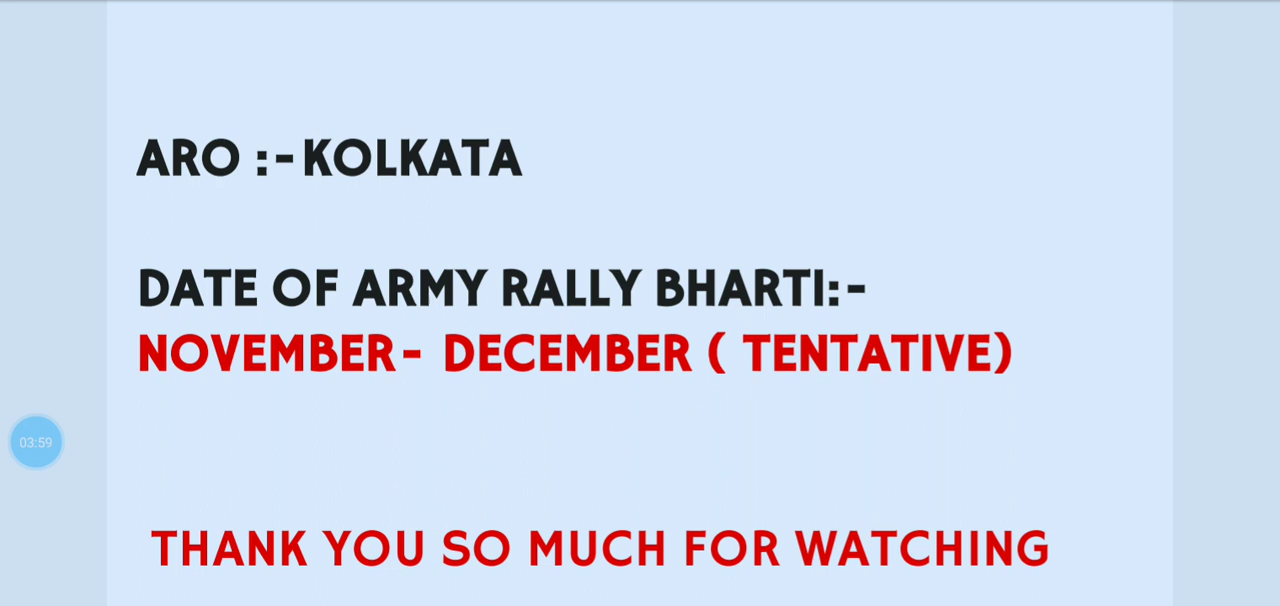 ARO :-KOLKATA
DATE OF ARMY RALLY BHARTI:-
NOVEMBER- DECEMBER ( TENTATIVE)
03:59
THANK YOU SO MUCH FOR WATCHING